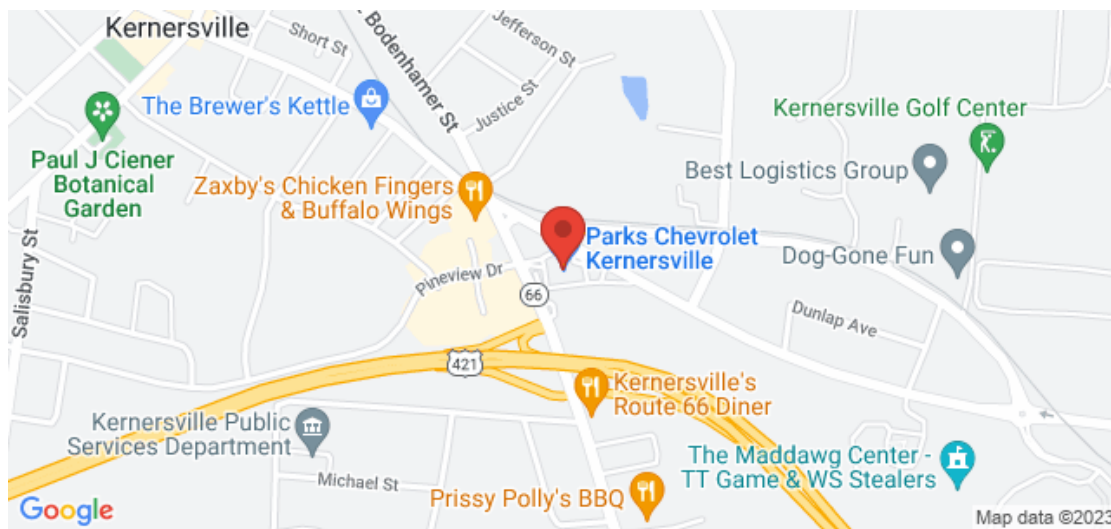 Kernersville
Short St
Bodenhamer St
Jefferson St
Justice St
The Brewer's Kettle
Kernersville Golf Center
Paul J Ciener
Botanical
Garden
Best Logistics Group
Zaxby's Chicken Fingers
& Buffalo Wings
Parks Chevrolet
Kernersville
Dog-Gone Fun
Salisbury St
Pineview Dr
66
Dunlap Ave
421
Kernersville's
Route 66 Diner
Kernersville Public
Services Department
The Maddawg Center -
TT Game & WS Stealers
Michael St
Prissy Polly's BBQ
Google
Map data ©2023